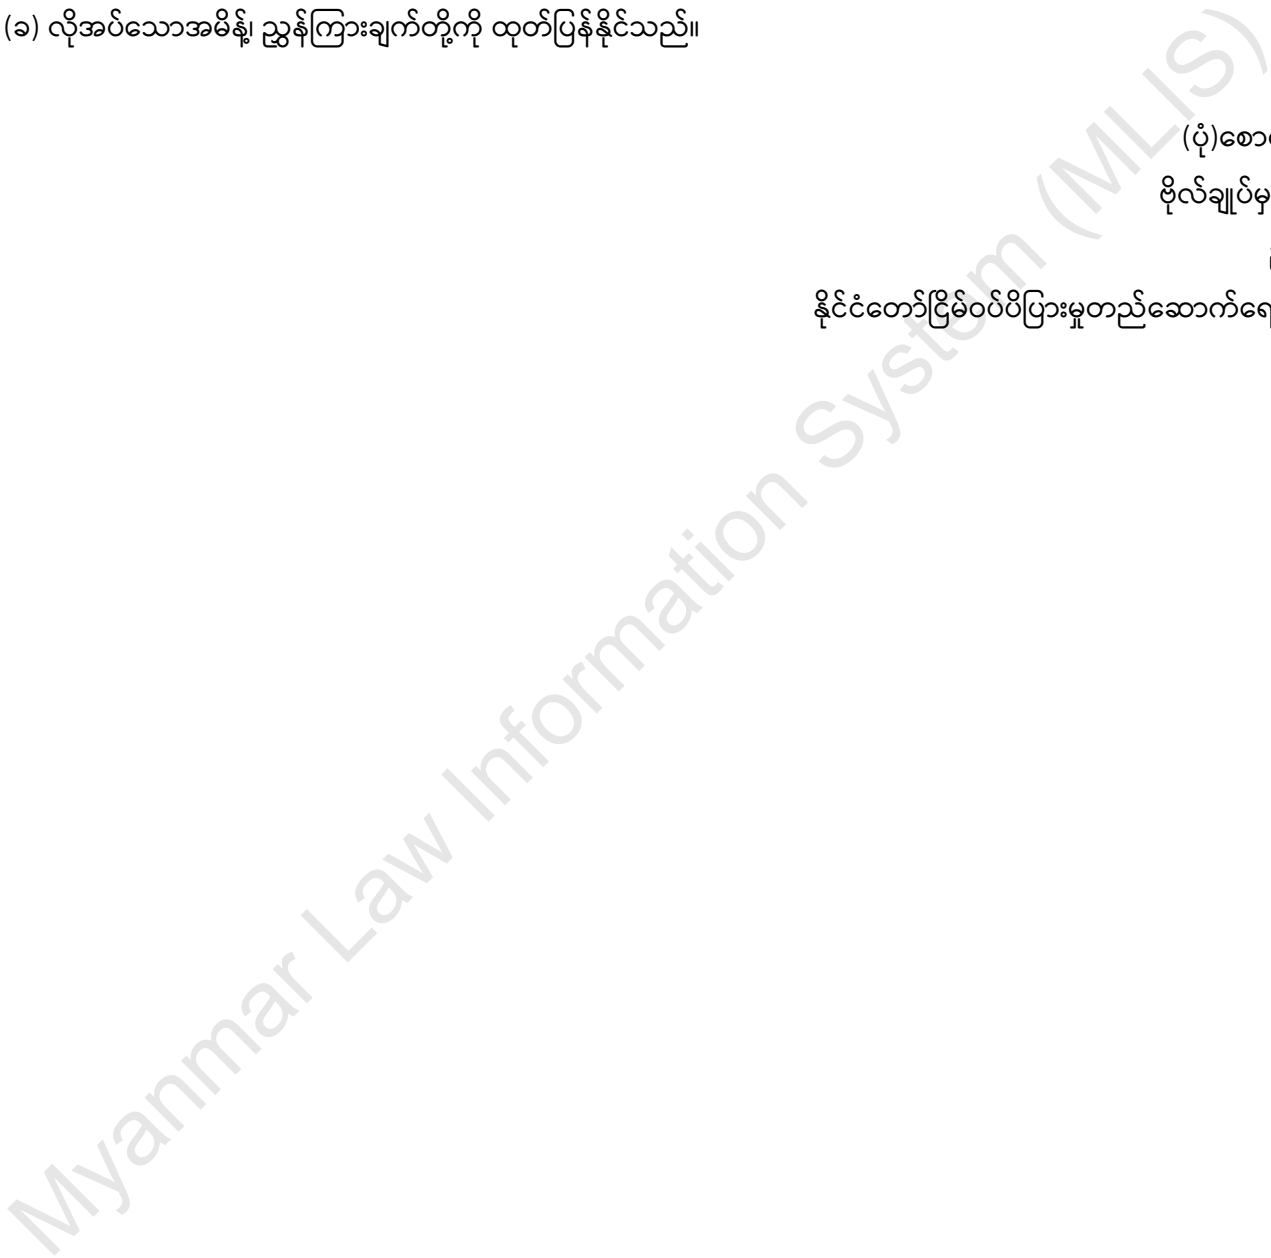 (ခ) လိုအပ်သောအမိန့်၊ ညွှန်ကြားချက်တို့ကို ထုတ်ပြန်နိုင်သည်။
(ပုံ)စော
ဗိုလ်ချုပ်မှ
နိုင်ငံတော်ငြိမ်ဝပ်ပိပြားမှုတည်ဆောက်ရေ
Myanmar Law Information System (MLIS)